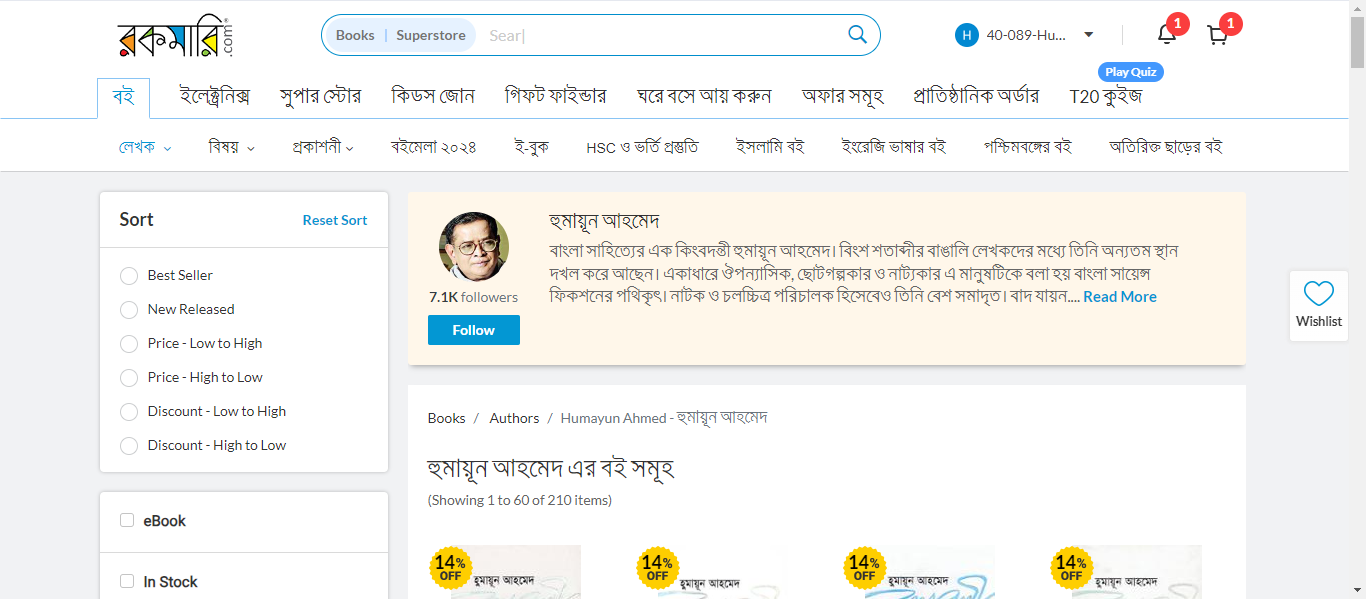 রকমারি.com
Books | Superstore Sear
H 40-089-Hu... 1 1
Play Quiz
বই ইলেক্ট্রনিক্স সুপার স্টোর কিডস জোন গিফট ফাইন্ডার ঘরে বসে আয় করুন অফার সমূহ প্রাতিষ্ঠানিক অর্ডার T20 কুইজ
লেখক বিষয় প্রকাশনী বইমেলা ২০২৪ ই-বুক HSC ও ভর্তি প্রস্তুতি ইসলামি বই ইংরেজি ভাষার বই পশ্চিমবঙ্গের বই অতিরিক্ত ছাড়ের বই
Sort Reset Sort
Best Seller
New Released
Price - Low to High
Price - High to Low
Discount - Low to High
Discount - High to Low
eBook
In Stock
হুমায়ূন আহমেদ
বাংলা সাহিত্যের এক কিংবদন্তী হুমায়ূন আহমেদ। বিংশ শতাব্দীর বাঙালি লেখকদের মধ্যে তিনি অন্যতম স্থান
দখল করে আছেন। একাধারে ঔপন্যাসিক, ছোটগল্পকার ও নাট্যকার এ মানুষটিকে বলা হয় বাংলা সায়েন্স
ফিকশনের পথিকৃৎ। নাটক ও চলচ্চিত্র পরিচালক হিসেবেও তিনি বেশ সমাদৃত। বাদ যায়ন.... Read More
7.1K followers
Follow
Wishlist
Books / Authors / Humayun Ahmed - হুমায়ূন আহমেদ
হুমায়ূন আহমেদ এর বই সমূহ
(Showing 1 to 60 of 210 items)
14% OFF হুমায়ূন আহমেদ
14% OFF হুমায়ূন আহমেদ
14% OFF হুমায়ূন আহমেদ
14% OFF হুমায়ূন আহমেদ